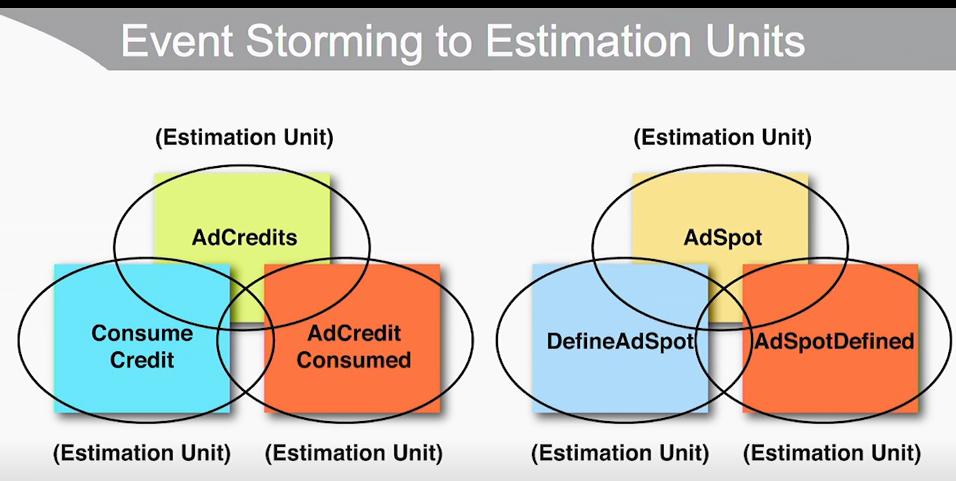 Event Storming to Estimation Units
(Estimation Unit)
(Estimation Unit)
AdCredits
AdSpot
Consume
Credit
AdCredit
Consumed
DefineAdSpot
AdSpotDefined
(Estimation Unit)
(Estimation Unit)
(Estimation Unit)
(Estimation Unit)